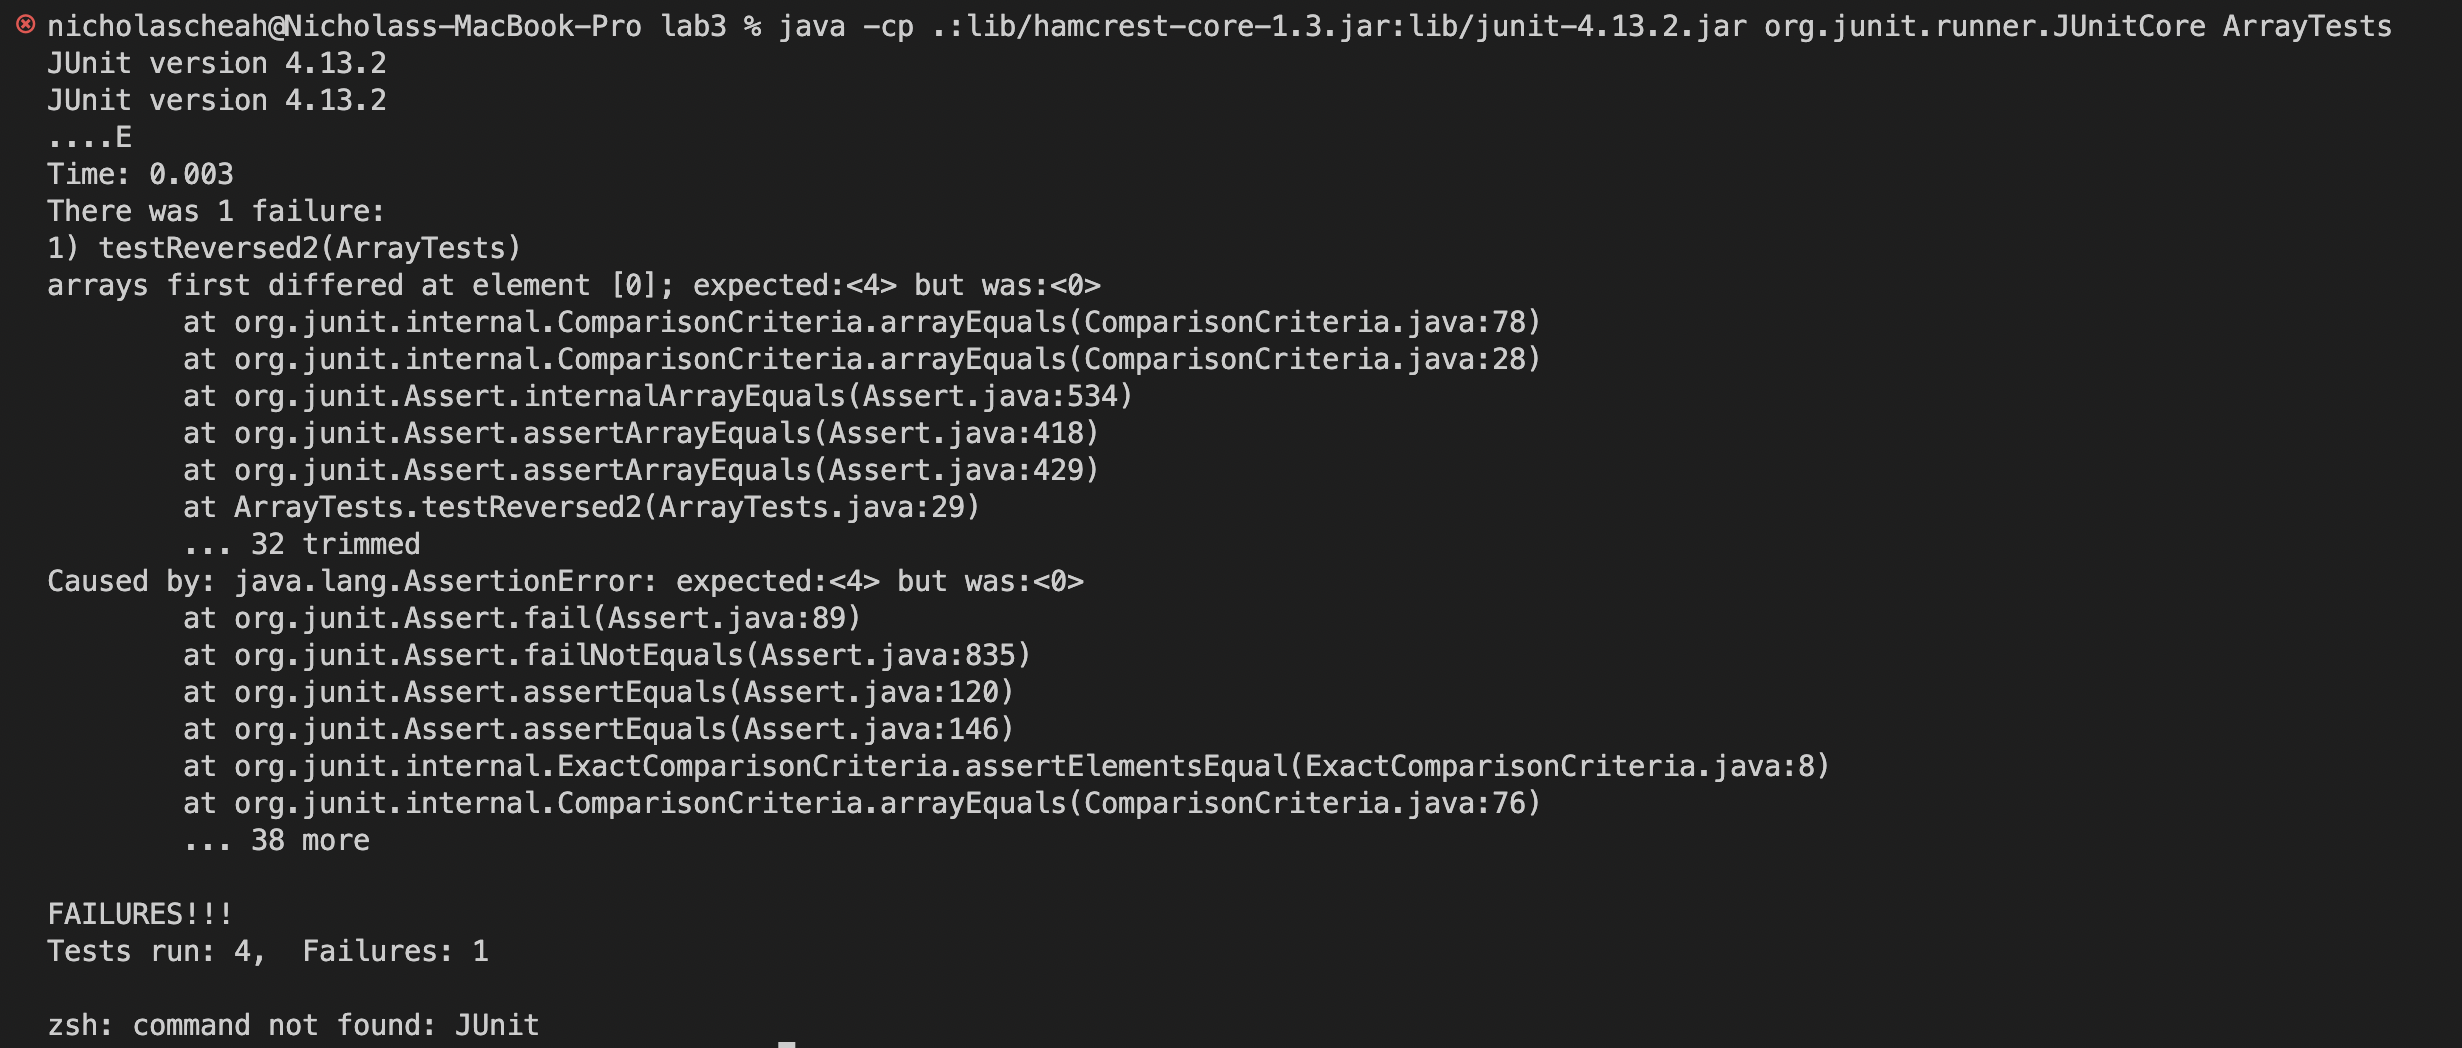 nicholascheah@Nicholass-MacBook-Pro lab3 % java -cp .:lib/hamcrest-core-1.3.jar:lib/junit-4.13.2.jar org.junit.runner.JUnitCore ArrayTests
JUnit version 4.13.2
JUnit version 4.13.2
....E
Time: 0.003
There was 1 failure:
1) testReversed2(ArrayTests)
arrays first differed at element [0]; expected:<4> but was:<0>
        at org.junit.internal.ComparisonCriteria.arrayEquals(ComparisonCriteria.java:78)
        at org.junit.internal.ComparisonCriteria.arrayEquals(ComparisonCriteria.java:28)
        at org.junit.Assert.internalArrayEquals(Assert.java:534)
        at org.junit.Assert.assertArrayEquals(Assert.java:418)
        at org.junit.Assert.assertArrayEquals(Assert.java:429)
        at ArrayTests.testReversed2(ArrayTests.java:29)
        ... 32 trimmed
Caused by: java.lang.AssertionError: expected:<4> but was:<0>
        at org.junit.Assert.fail(Assert.java:89)
        at org.junit.Assert.failNotEquals(Assert.java:835)
        at org.junit.Assert.assertEquals(Assert.java:120)
        at org.junit.Assert.assertEquals(Assert.java:146)
        at org.junit.internal.ExactComparisonCriteria.assertElementsEqual(ExactComparisonCriteria.java:8)
        at org.junit.internal.ComparisonCriteria.arrayEquals(ComparisonCriteria.java:76)
        ... 38 more

FAILURES!!!
Tests run: 4,  Failures: 1

zsh: command not found: JUnit